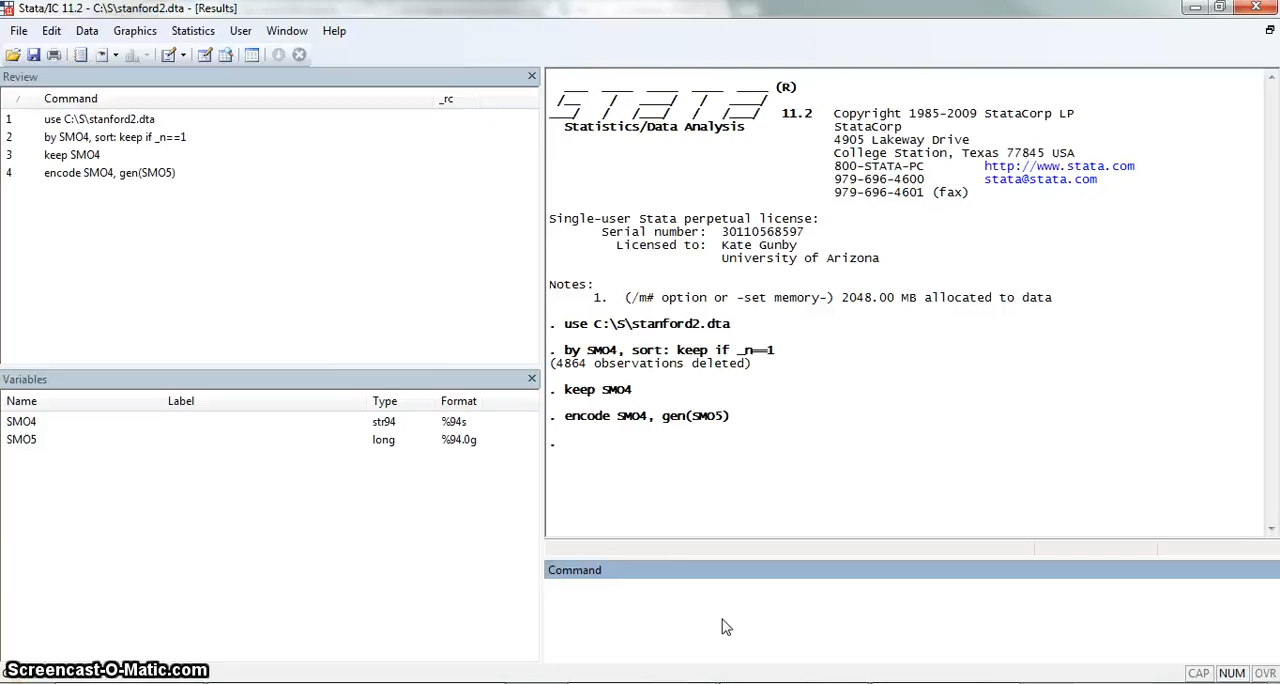 Stata/IC 11.2 - C:\S\stanford2.dta - [Results]
File Edit Data Graphics Statistics User Window Help
Review
/ Command _rc
1 use C:\S\stanford2.dta
2 by SMO4, sort: keep if _n==1
3 keep SMO4
4 encode SMO4, gen(SMO5)
Variables
Name Label Type Format
SMO4 str94 %94s
SMO5 long %94.0g
(R)
11.2 Copyright 1985-2009 StataCorp LP
Statistics/Data Analysis StataCorp
4905 Lakeway Drive
College Station, Texas 77845 USA
800-STATA-PC http://www.stata.com
979-696-4600 stata@stata.com
979-696-4601 (fax)
Single-user Stata perpetual license:
Serial number: 30110568597
Licensed to: Kate Gunby
University of Arizona
Notes:
1. (/m# option or -set memory-) 2048.00 MB allocated to data
. use C:\S\stanford2.dta
. by SMO4, sort: keep if _n==1
(4864 observations deleted)
. keep SMO4
. encode SMO4, gen(SMO5)
.
Command
Screencast-O-Matic.com
CAP NUM OVR